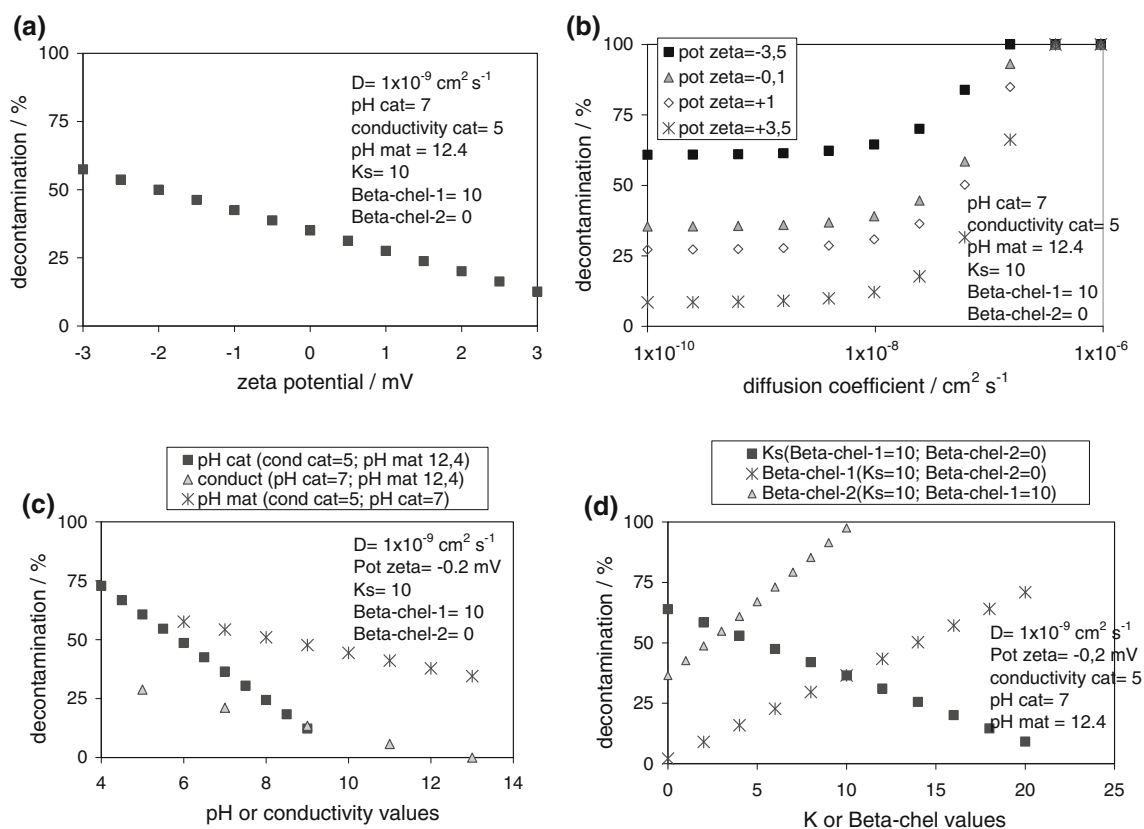 (a)
100
75
50
25
0
decontamination / %
D= 1x10⁻⁹ cm² s⁻¹
pH cat= 7
conductivity cat= 5
pH mat = 12.4
Ks= 10
Beta-chel-1= 10
Beta-chel-2= 0
-3 -2 -1 0 1 2 3
zeta potential / mV
(b)
100
75
50
25
0
decontamination / %
pot zeta=-3,5
pot zeta=-0,1
pot zeta=+1
pot zeta=+3,5
pH cat= 7
conductivity cat= 5
pH mat = 12.4
Ks= 10
Beta-chel-1= 10
Beta-chel-2= 0
1x10⁻¹⁰ 1x10⁻⁸ 1x10⁻⁶
diffusion coefficient / cm² s⁻¹
pH cat (cond cat=5; pH mat 12,4)
conduct (pH cat=7; pH mat 12,4)
pH mat (cond cat=5; pH cat=7)
(c)
100
75
50
25
0
decontamination / %
D= 1x10⁻⁹ cm² s⁻¹
Pot zeta= -0.2 mV
Ks= 10
Beta-chel-1= 10
Beta-chel-2= 0
4 6 8 10 12 14
pH or conductivity values
Ks(Beta-chel-1=10; Beta-chel-2=0)
Beta-chel-1(Ks=10; Beta-chel-2=0)
Beta-chel-2(Ks=10; Beta-chel-1=10)
(d)
100
75
50
25
0
decontamination / %
D= 1x10⁻⁹ cm² s⁻¹
Pot zeta= -0,2 mV
conductivity cat= 5
pH cat= 7
pH mat = 12.4
0 5 10 15 20 25
K or Beta-chel values